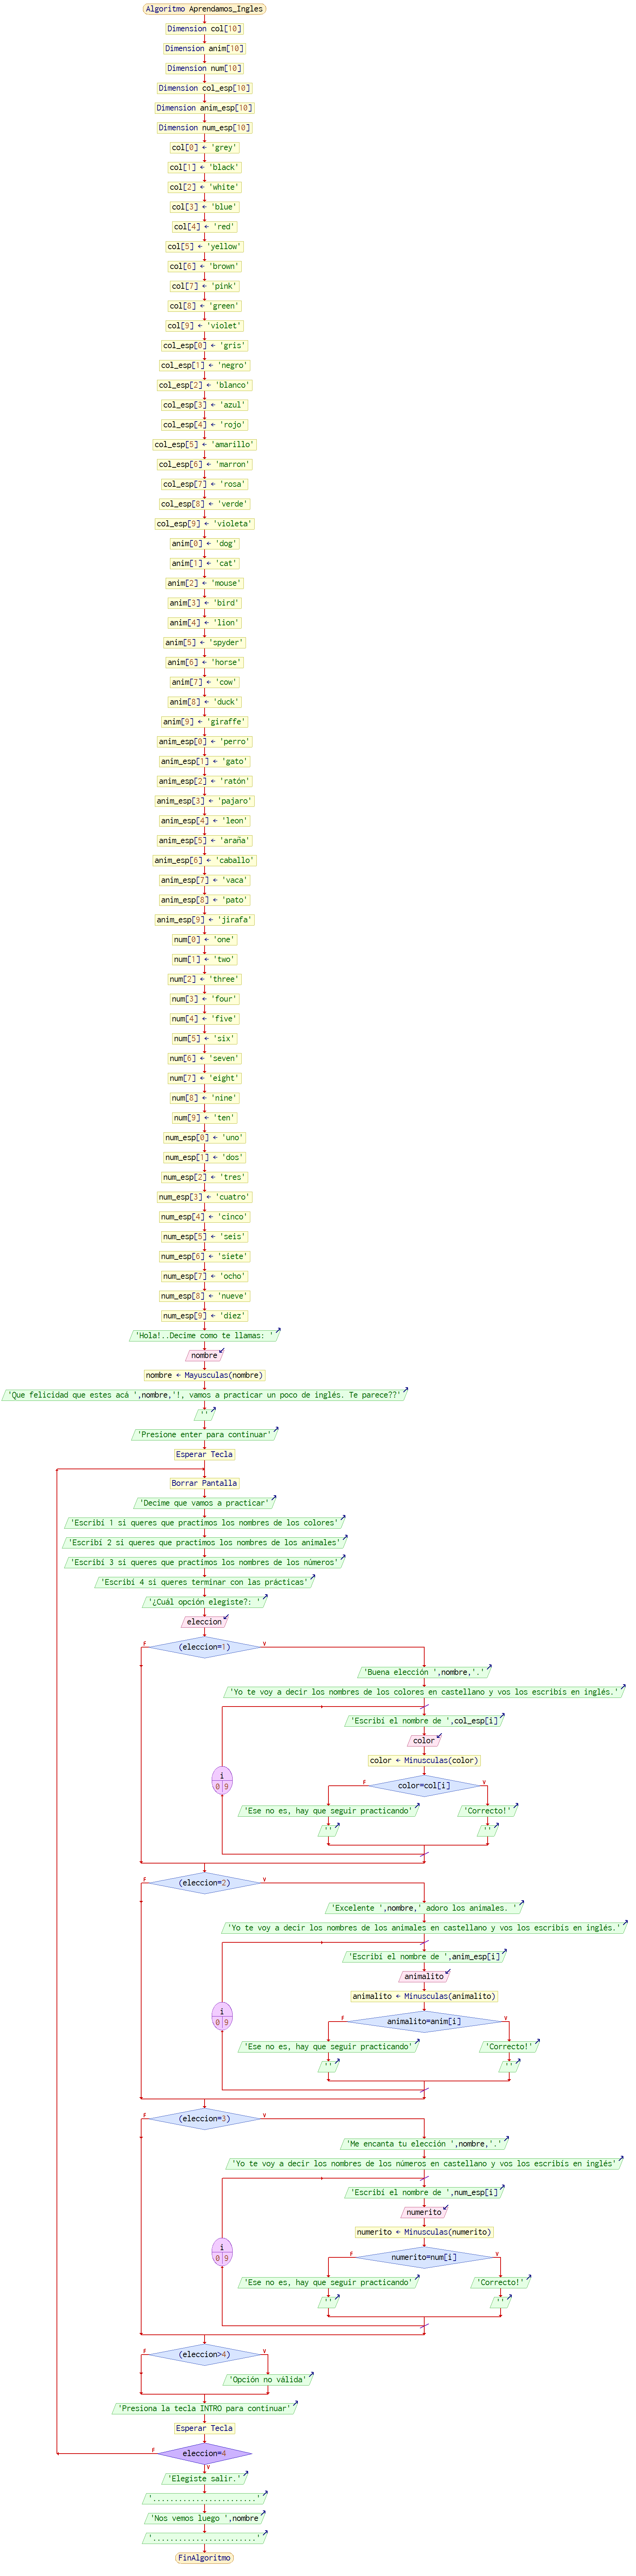 Algoritmo Aprendamos_Ingles
Dimension col[10]
Dimension anim[10]
Dimension num[10]
Dimension col_esp[10]
Dimension anim_esp[10]
Dimension num_esp[10]
col[0] ← 'grey'
col[1] ← 'black'
col[2] ← 'white'
col[3] ← 'blue'
col[4] ← 'red'
col[5] ← 'yellow'
col[6] ← 'brown'
col[7] ← 'pink'
col[8] ← 'green'
col[9] ← 'violet'
col_esp[0] ← 'gris'
col_esp[1] ← 'negro'
col_esp[2] ← 'blanco'
col_esp[3] ← 'azul'
col_esp[4] ← 'rojo'
col_esp[5] ← 'amarillo'
col_esp[6] ← 'marron'
col_esp[7] ← 'rosa'
col_esp[8] ← 'verde'
col_esp[9] ← 'violeta'
anim[0] ← 'dog'
anim[1] ← 'cat'
anim[2] ← 'mouse'
anim[3] ← 'bird'
anim[4] ← 'lion'
anim[5] ← 'spyder'
anim[6] ← 'horse'
anim[7] ← 'cow'
anim[8] ← 'duck'
anim[9] ← 'giraffe'
anim_esp[0] ← 'perro'
anim_esp[1] ← 'gato'
anim_esp[2] ← 'ratón'
anim_esp[3] ← 'pajaro'
anim_esp[4] ← 'leon'
anim_esp[5] ← 'araña'
anim_esp[6] ← 'caballo'
anim_esp[7] ← 'vaca'
anim_esp[8] ← 'pato'
anim_esp[9] ← 'jirafa'
num[0] ← 'one'
num[1] ← 'two'
num[2] ← 'three'
num[3] ← 'four'
num[4] ← 'five'
num[5] ← 'six'
num[6] ← 'seven'
num[7] ← 'eight'
num[8] ← 'nine'
num[9] ← 'ten'
num_esp[0] ← 'uno'
num_esp[1] ← 'dos'
num_esp[2] ← 'tres'
num_esp[3] ← 'cuatro'
num_esp[4] ← 'cinco'
num_esp[5] ← 'seis'
num_esp[6] ← 'siete'
num_esp[7] ← 'ocho'
num_esp[8] ← 'nueve'
num_esp[9] ← 'diez'
'Hola!..Decime como te llamas: '
nombre
nombre ← Mayusculas(nombre)
'Que felicidad que estes acá ',nombre,'!, vamos a practicar un poco de inglés. Te parece??'
''
'Presione enter para continuar'
Esperar Tecla
Borrar Pantalla
'Decime que vamos a practicar'
'Escribí 1 si queres que practimos los nombres de los colores'
'Escribí 2 si queres que practimos los nombres de los animales'
'Escribí 3 si queres que practimos los nombres de los números'
'Escribí 4 si queres terminar con las prácticas'
'¿Cuál opción elegiste?: '
eleccion
F (eleccion=1) V
'Buena elección ',nombre,'.'
'Yo te voy a decir los nombres de los colores en castellano y vos los escribís en inglés.'
'Escribí el nombre de ',col_esp[i]
color
color ← Minusculas(color)
i
0 9
F color=col[i] V
'Ese no es, hay que seguir practicando' 'Correcto!'
'' ''
F (eleccion=2) V
'Excelente ',nombre,' adoro los animales. '
'Yo te voy a decir los nombres de los animales en castellano y vos los escribís en inglés.'
'Escribí el nombre de ',anim_esp[i]
animalito
animalito ← Minusculas(animalito)
i
0 9
F animalito=anim[i] V
'Ese no es, hay que seguir practicando' 'Correcto!'
'' ''
F (eleccion=3) V
'Me encanta tu elección ',nombre,'.'
'Yo te voy a decir los nombres de los números en castellano y vos los escribís en inglés'
'Escribí el nombre de ',num_esp[i]
numerito
numerito ← Minusculas(numerito)
i
0 9
F numerito=num[i] V
'Ese no es, hay que seguir practicando' 'Correcto!'
'' ''
F (eleccion>4) V
'Opción no válida'
'Presiona la tecla INTRO para continuar'
Esperar Tecla
F eleccion=4
V
'Elegiste salir.'
'........................'
'Nos vemos luego ',nombre
'........................'
FinAlgoritmo